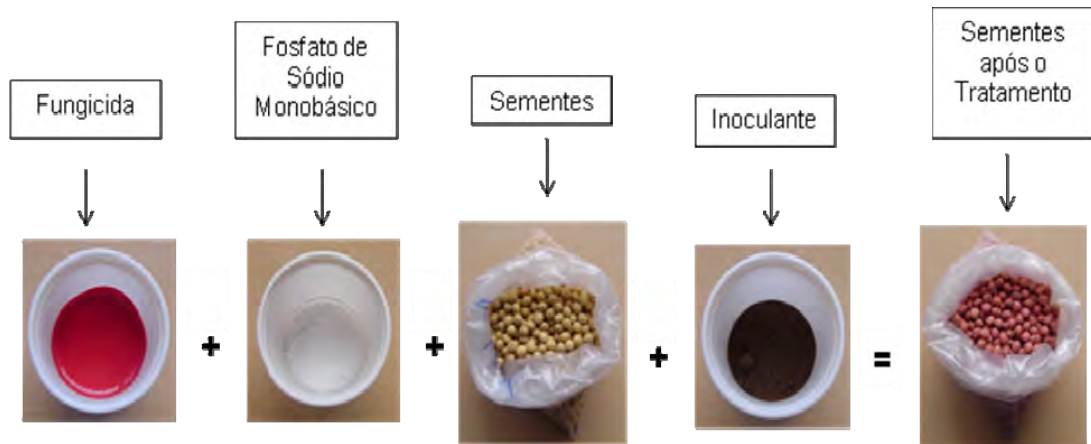 Fungicida
Fosfato de
Sódio
Monobásico
Sementes
Inoculante
Sementes
após o
Tratamento
+
+
+
=